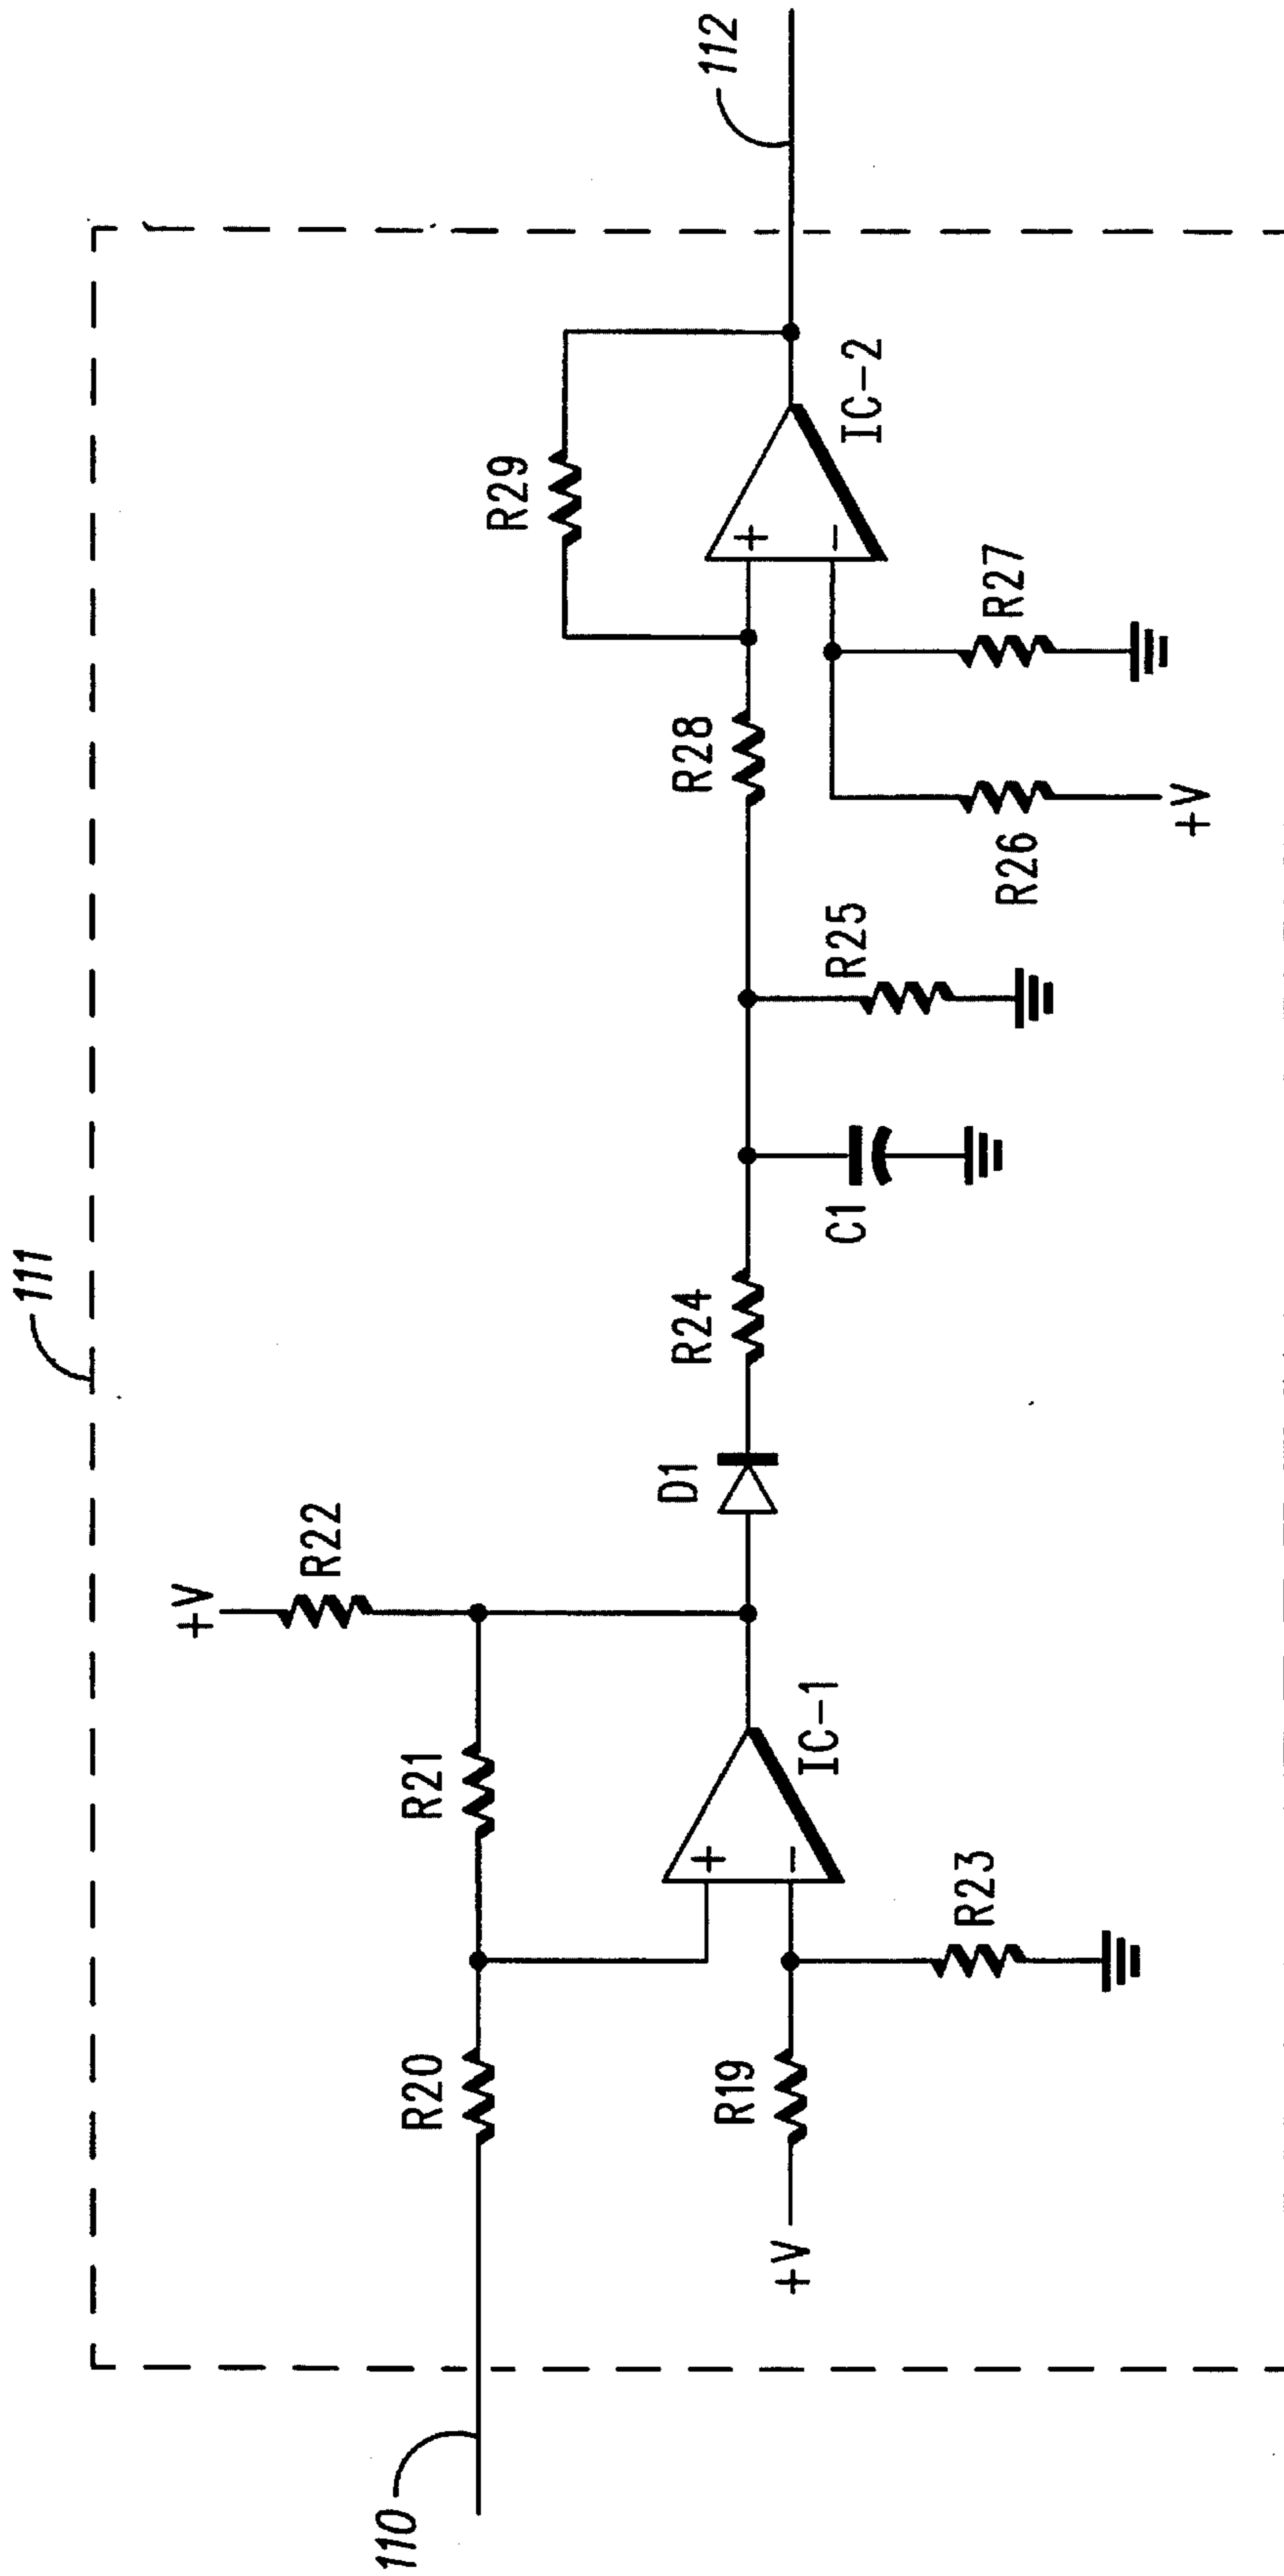 111
110
112
+V
R22
R20
R21
R29
D1
R24
R28
+V
R19
IC-1
IC-2
R23
C1
R25
R26
R27
+V